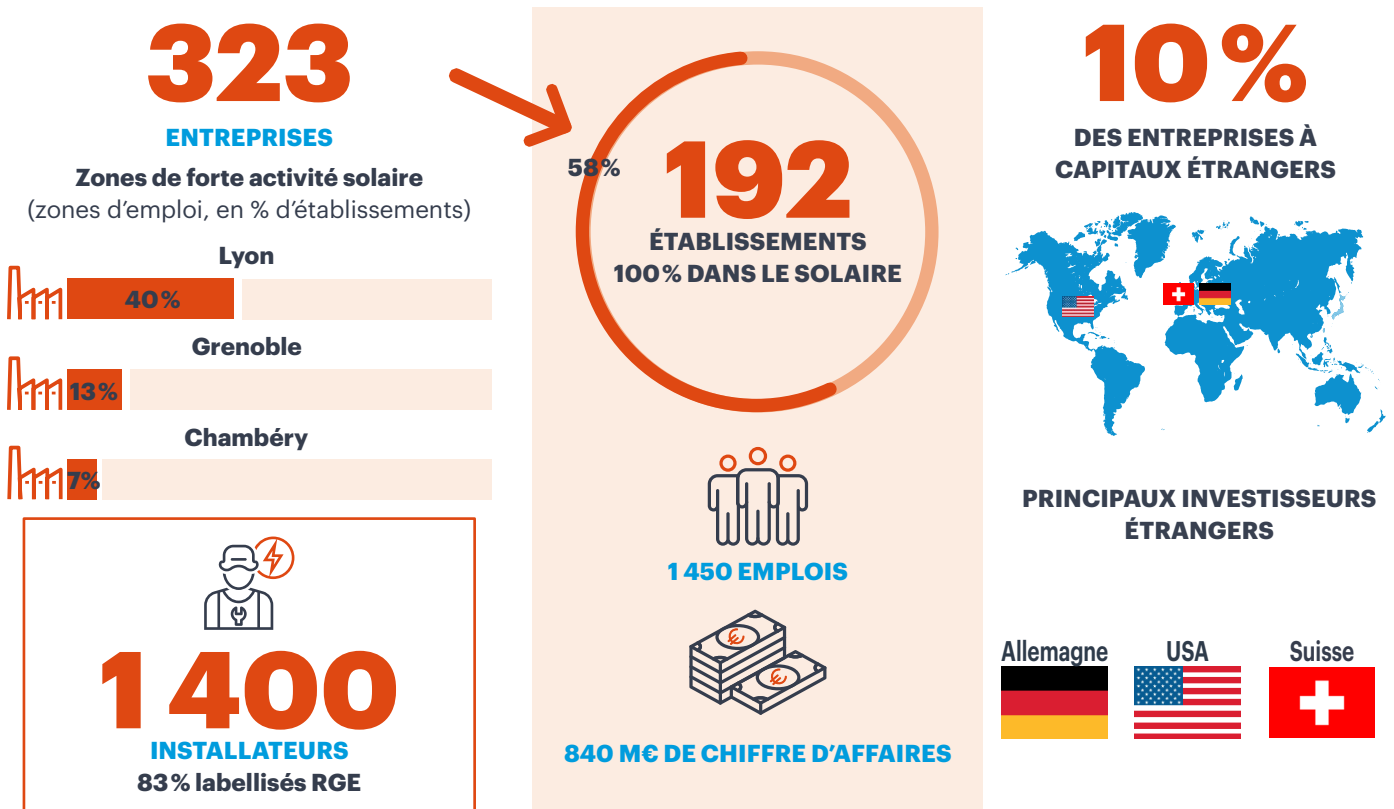 323
ENTREPRISES
Zones de forte activité solaire
(zones d’emploi, en % d’établissements)
Lyon
40%
Grenoble
13%
Chambéry
7%
1 400
INSTALLATEURS
83% labellisés RGE
58%
192
ÉTABLISSEMENTS
100% DANS LE SOLAIRE
1 450 EMPLOIS
€
€
840 M€ DE CHIFFRE D’AFFAIRES
10%
DES ENTREPRISES À
CAPITAUX ÉTRANGERS
PRINCIPAUX INVESTISSEURS
ÉTRANGERS
Allemagne
USA
Suisse